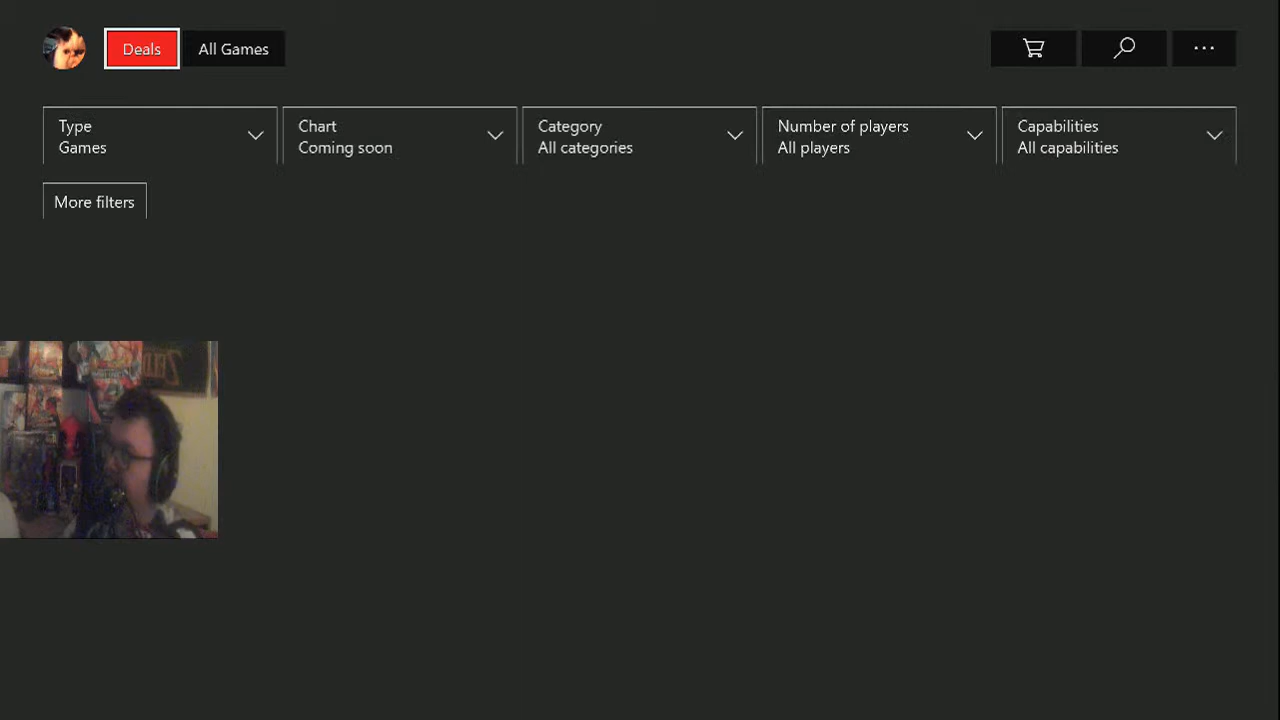 Deals
All Games
Type
Games
Chart
Coming soon
Category
All categories
Number of players
All players
Capabilities
All capabilities
More filters